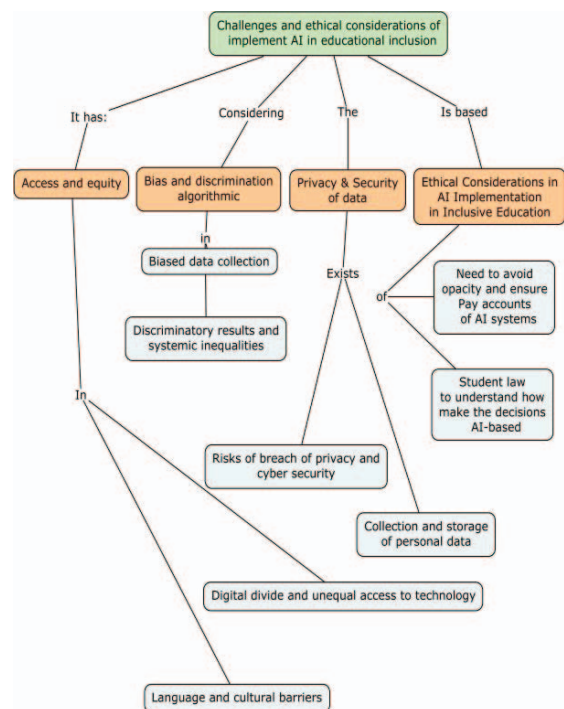 Challenges and ethical considerations of
implement AI in educational inclusion
It has:
Considering
The
Is based
Access and equity
Bias and discrimination
algorithmic
Privacy & Security
of data
Ethical Considerations in
AI Implementation
in Inclusive Education
in
Biased data collection
Discriminatory results and
systemic inequalities
Exists
of
Need to avoid
opacity and ensure
Pay accounts
of AI systems
Student law
to understand how
make the decisions
AI-based
In
Risks of breach of privacy and
cyber security
Collection and storage
of personal data
Digital divide and unequal access to technology
Language and cultural barriers